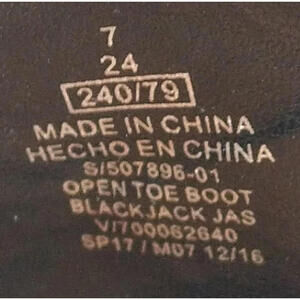 7
24
240/79
MADE IN CHINA
HECHO EN CHINA
S/507896-01
OPEN TOE BOOT
BLACKJACK JAS
V/700062640
SP17 / M07 12/16